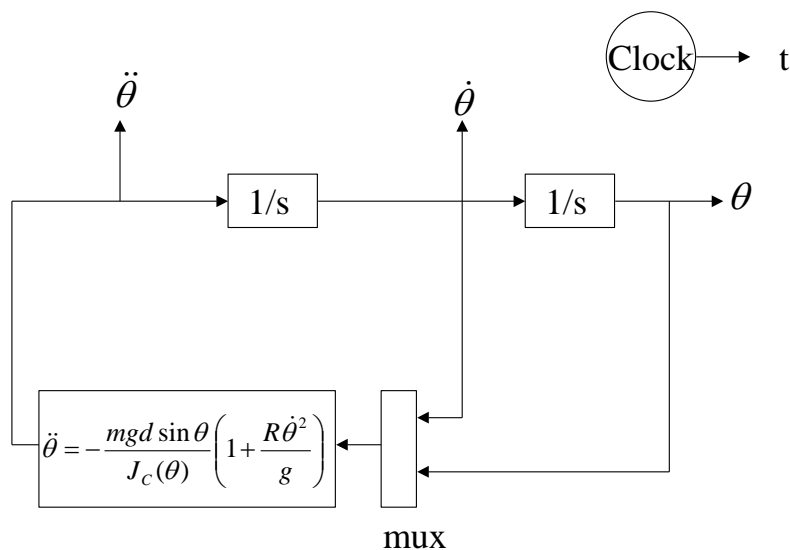 Clock t
θ̈
θ̇
1/s
1/s
θ
θ̈ = − mgd sin θ / J_C(θ) (1 + Rθ̇² / g)
mux